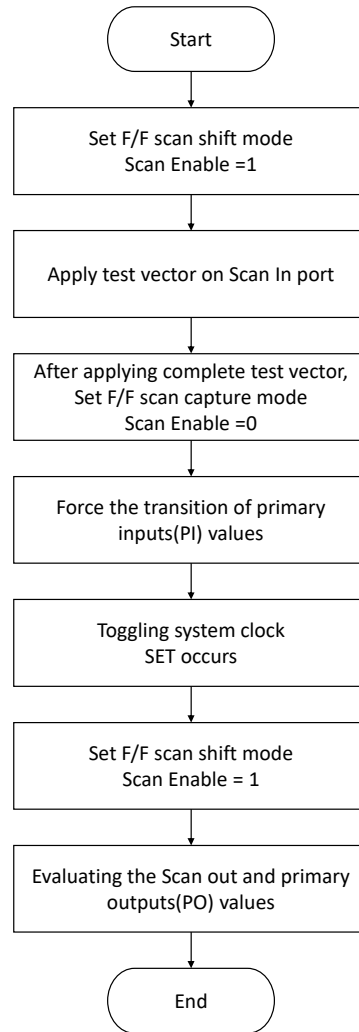 Start
Set F/F scan shift mode
Scan Enable =1
Apply test vector on Scan In port
After applying complete test vector,
Set F/F scan capture mode
Scan Enable =0
Force the transition of primary
inputs(PI) values
Toggling system clock
SET occurs
Set F/F scan shift mode
Scan Enable = 1
Evaluating the Scan out and primary
outputs(PO) values
End